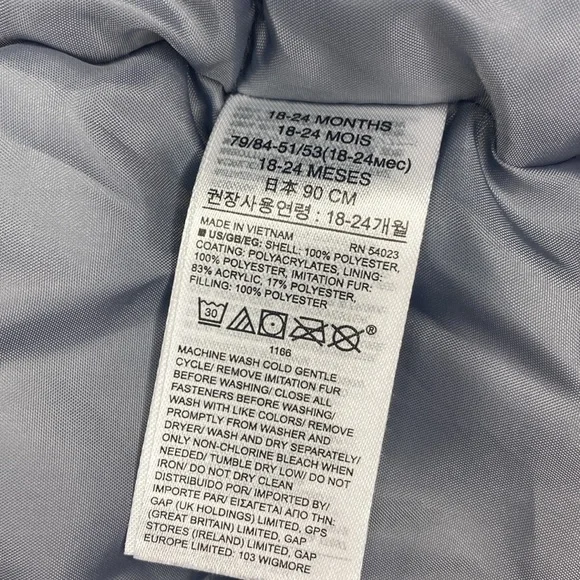 18-24 MONTHS
18-24 MOIS
79/84-51/53(18-24мес)
18-24 MESES
日本 90 CM
권장사용연령 : 18-24개월
MADE IN VIETNAM RN 54023
■ US/GB/EG: SHELL: 100% POLYESTER,
COATING: POLYACRYLATES, LINING:
100% POLYESTER, IMITATION FUR:
83% ACRYLIC, 17% POLYESTER,
FILLING: 100% POLYESTER
30 ®
1166
MACHINE WASH COLD GENTLE
CYCLE/ REMOVE IMITATION FUR
BEFORE WASHING/ CLOSE ALL
FASTENERS BEFORE WASHING/
WASH WITH LIKE COLORS/ REMOVE
PROMPTLY FROM WASHER AND
DRYER/ WASH AND DRY SEPARATELY/
ONLY NON-CHLORINE BLEACH WHEN
NEEDED/ TUMBLE DRY LOW/ DO NOT
IRON/ DO NOT DRY CLEAN
DISTRIBUIDO POR/ IMPORTED BY/
IMPORTE PAR/ ΕΙΣΑΓΕΤΑΙ ΑΠΟ ΤΗΝ:
GAP (UK HOLDINGS) LIMITED, GPS
(GREAT BRITAIN) LIMITED, GAP
STORES (IRELAND) LIMITED, GAP
EUROPE LIMITED: 103 WIGMORE